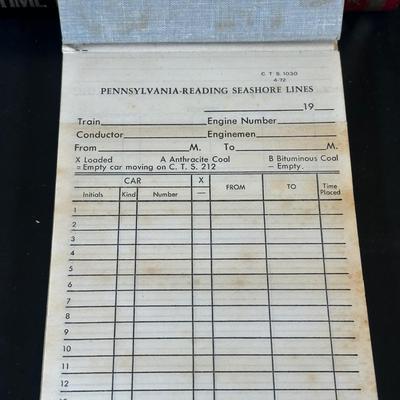 TIME
C. T. S. 1030
4-72
PENNSYLVANIA-READING SEASHORE LINES
19
Train Engine Number
Conductor Enginemen
From M. To M.
X Loaded A Anthracite Coal B Bituminous Coal
= Empty car moving on C. T. S. 212 — Empty.
CAR X — FROM TO Time Placed
Initials Kind Number
1
2
3
4
5
6
7
8
9
10
11
12